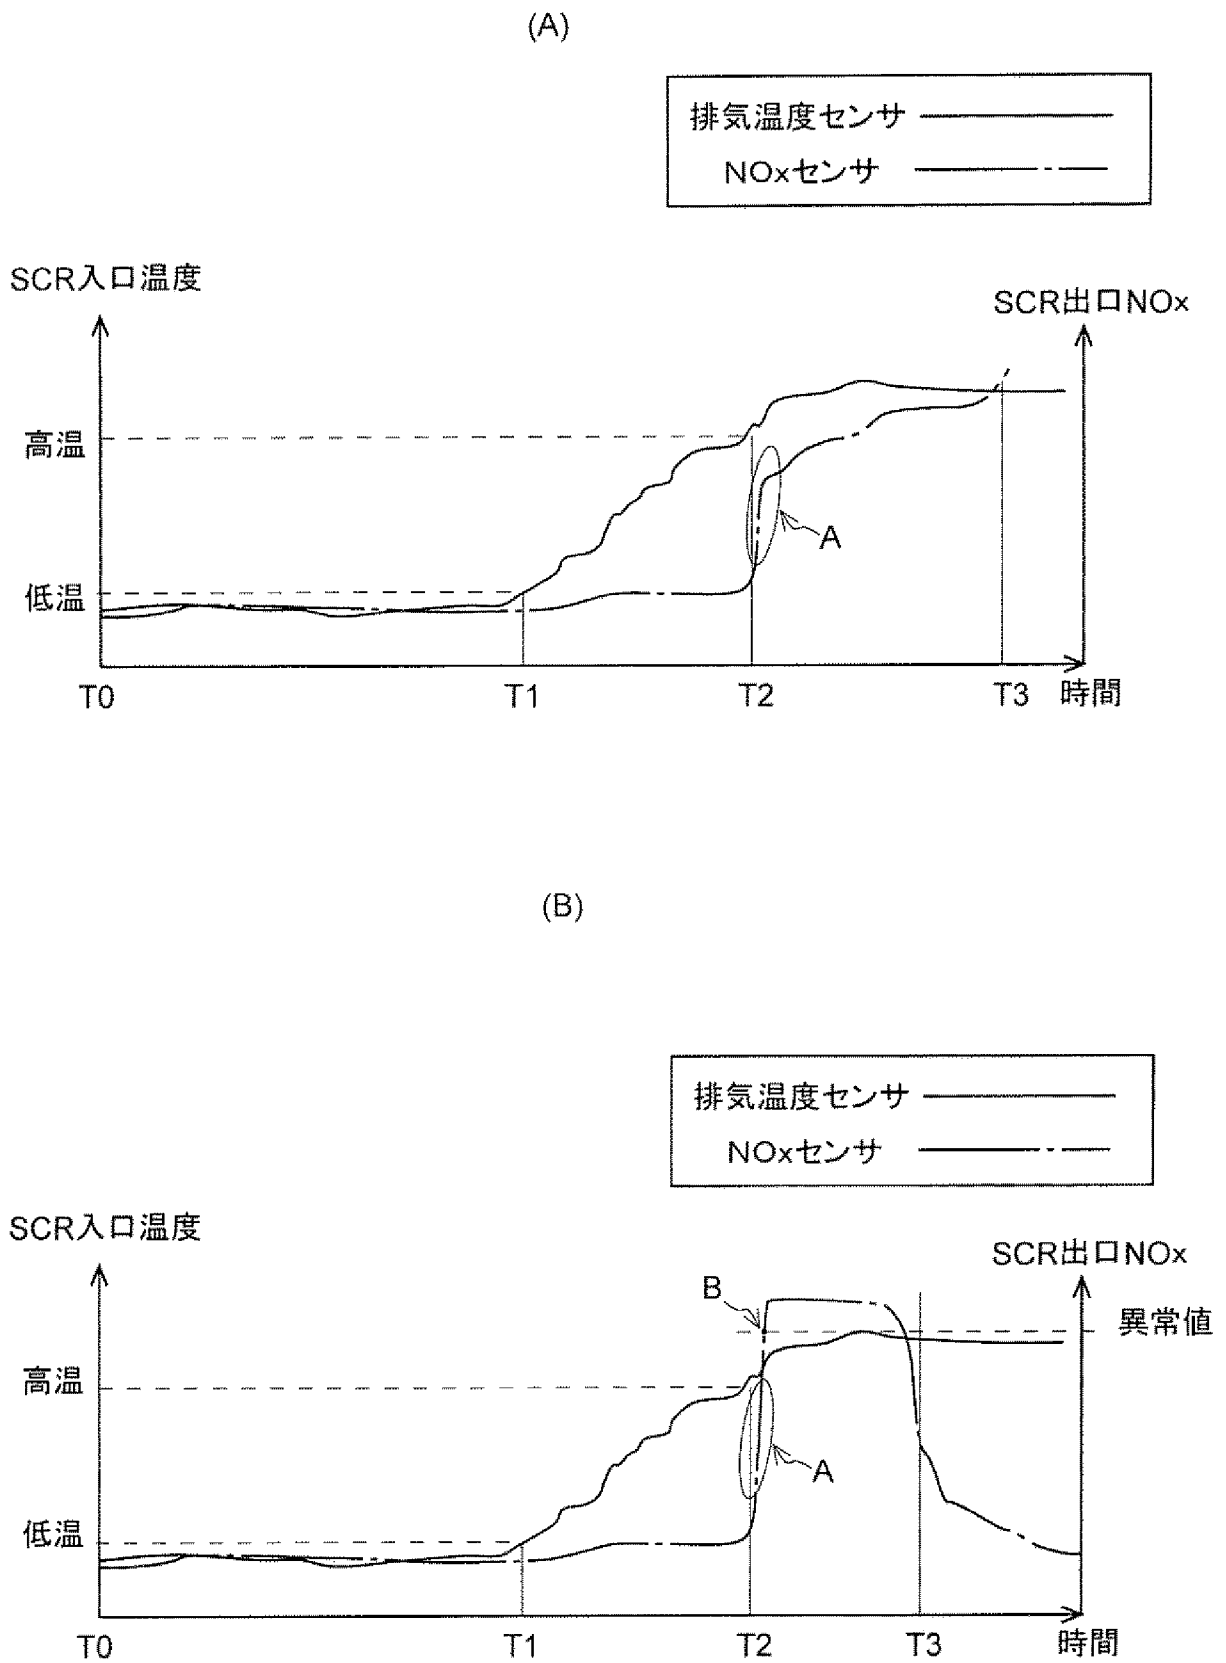 (A)
排気温度センサ
NOxセンサ
SCR入口温度
SCR出口NOx
高温
A
低温
T0 T1 T2 T3 時間
(B)
排気温度センサ
NOxセンサ
SCR入口温度
SCR出口NOx
B
異常値
高温
A
低温
T0 T1 T2 T3 時間